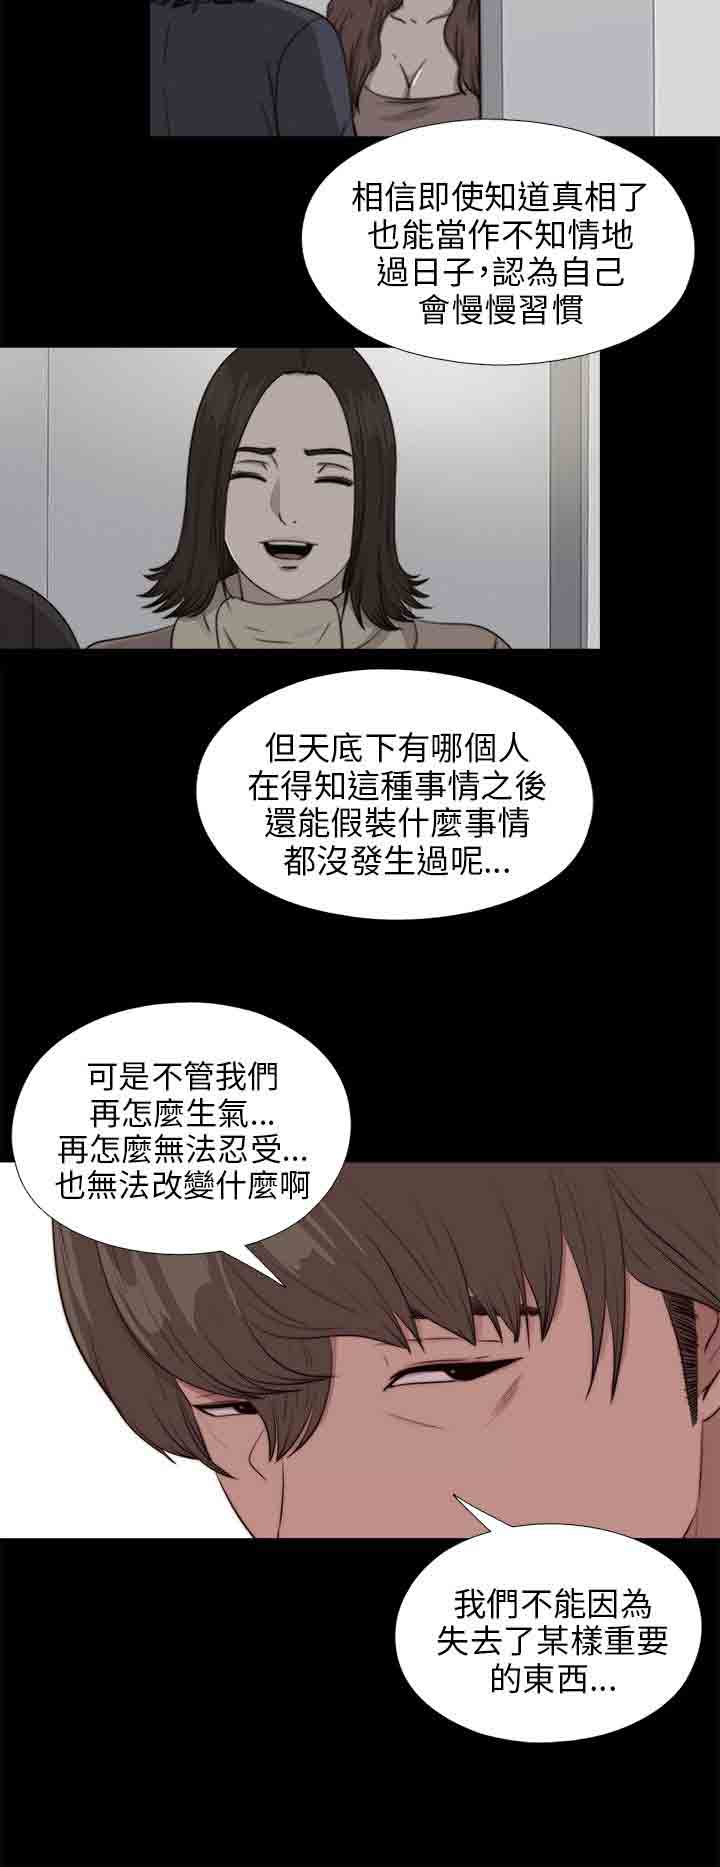 相信即使知道真相了
也能當作不知情地
過日子，認為自己
會慢慢習慣
但天底下有哪個人
在得知這種事情之後
還能假裝什麼事情
都沒發生過呢...
可是不管我們
再怎麼生氣...
再怎麼無法忍受...
也無法改變什麼啊
我們不能因為
失去了某樣重要
的東西...